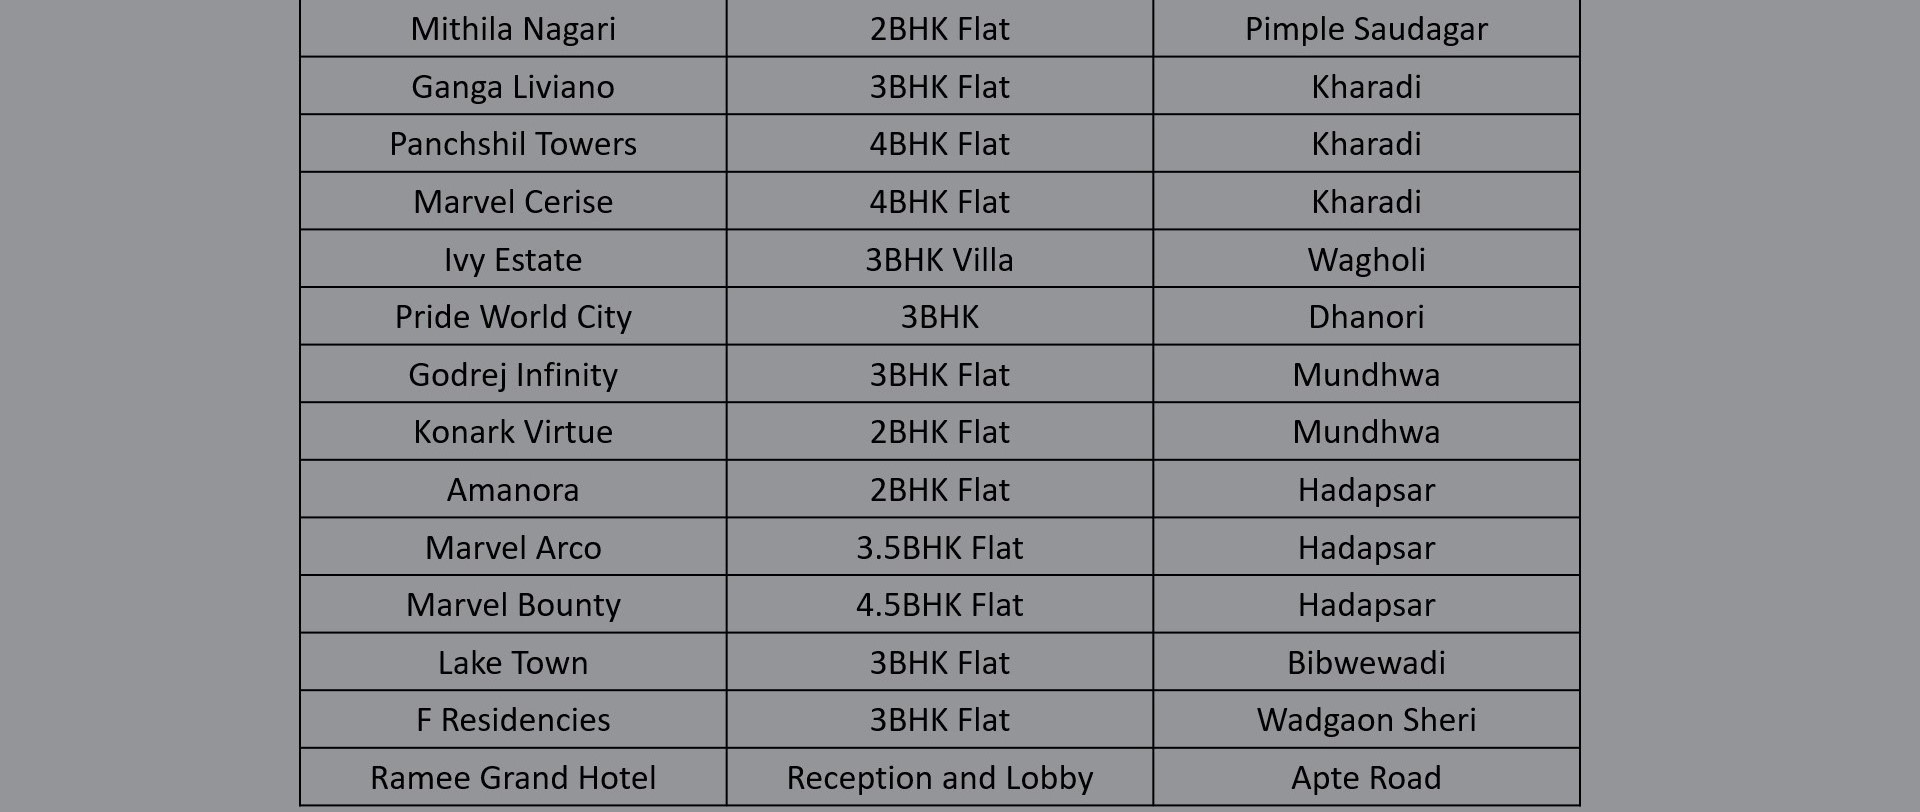 Mithila Nagari 2BHK Flat Pimple Saudagar
Ganga Liviano 3BHK Flat Kharadi
Panchshil Towers 4BHK Flat Kharadi
Marvel Cerise 4BHK Flat Kharadi
Ivy Estate 3BHK Villa Wagholi
Pride World City 3BHK Dhanori
Godrej Infinity 3BHK Flat Mundhwa
Konark Virtue 2BHK Flat Mundhwa
Amanora 2BHK Flat Hadapsar
Marvel Arco 3.5BHK Flat Hadapsar
Marvel Bounty 4.5BHK Flat Hadapsar
Lake Town 3BHK Flat Bibwewadi
F Residencies 3BHK Flat Wadgaon Sheri
Ramee Grand Hotel Reception and Lobby Apte Road